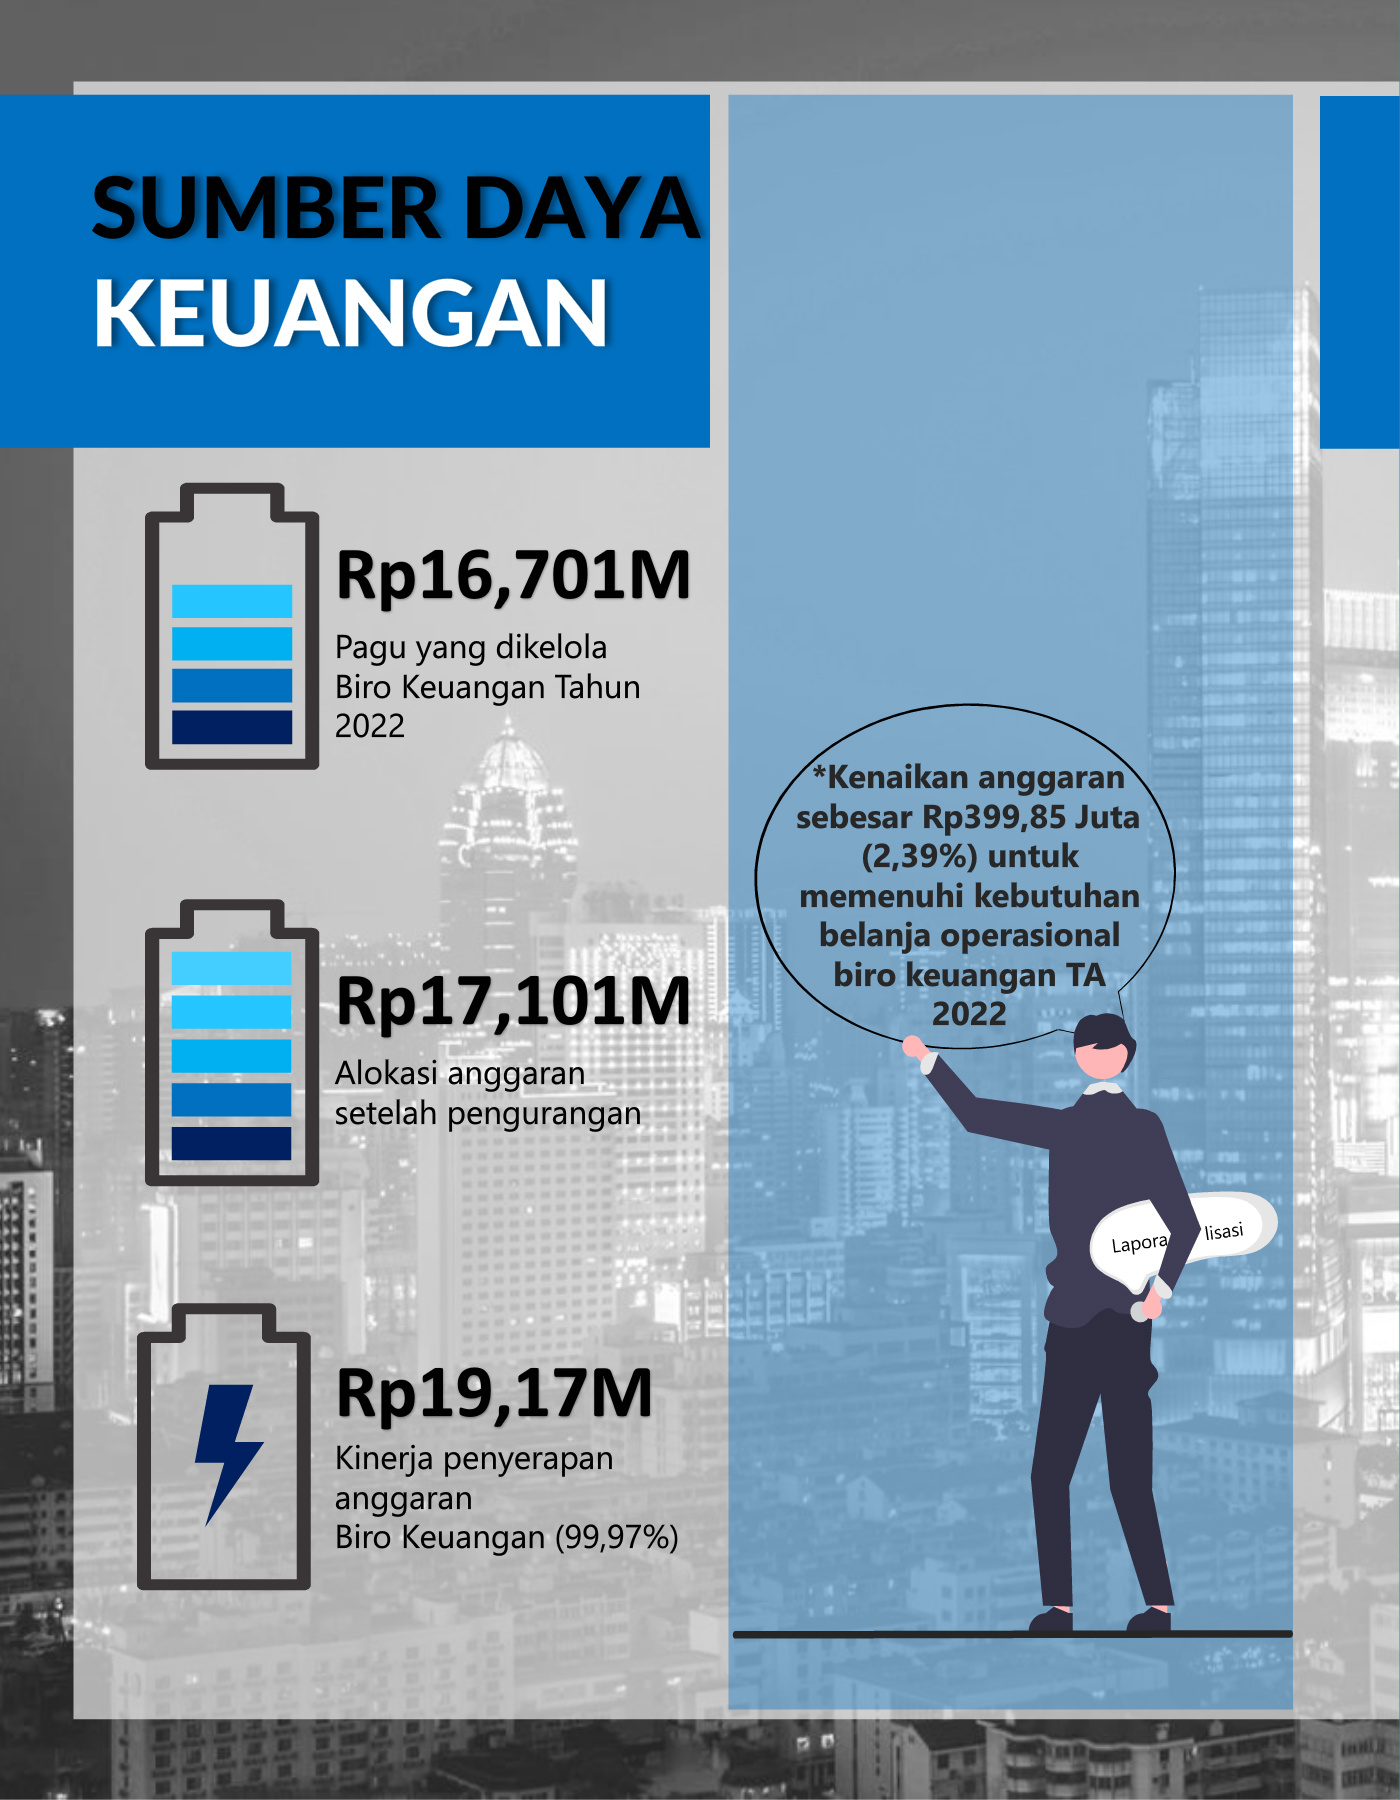 SUMBER DAYA
KEUANGAN
Rp16,701M
Pagu yang dikelola
Biro Keuangan Tahun
2022
Rp17,101M
Alokasi anggaran
setelah pengurangan
Rp19,17M
Kinerja penyerapan
anggaran
Biro Keuangan (99,97%)
*Kenaikan anggaran
sebesar Rp399,85 Juta
(2,39%) untuk
memenuhi kebutuhan
belanja operasional
biro keuangan TA
2022
Lapora lisasi